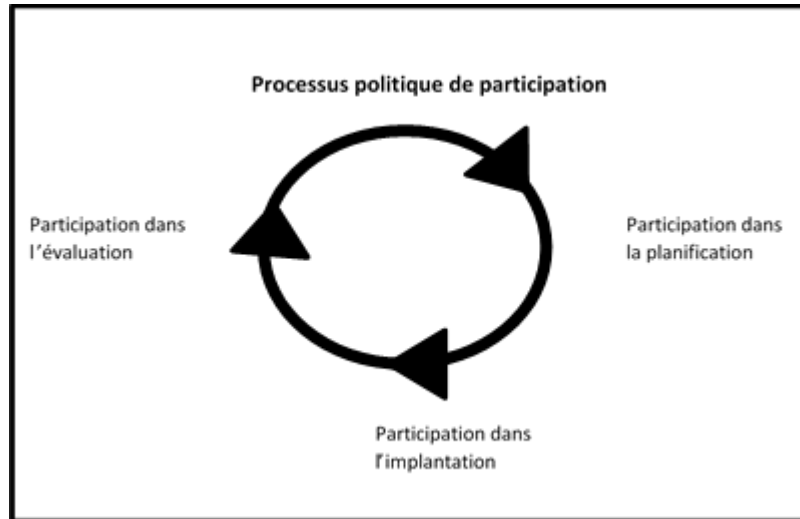 Processus politique de participation
Participation dans
l'évaluation
Participation dans
la planification
Participation dans
l'implantation